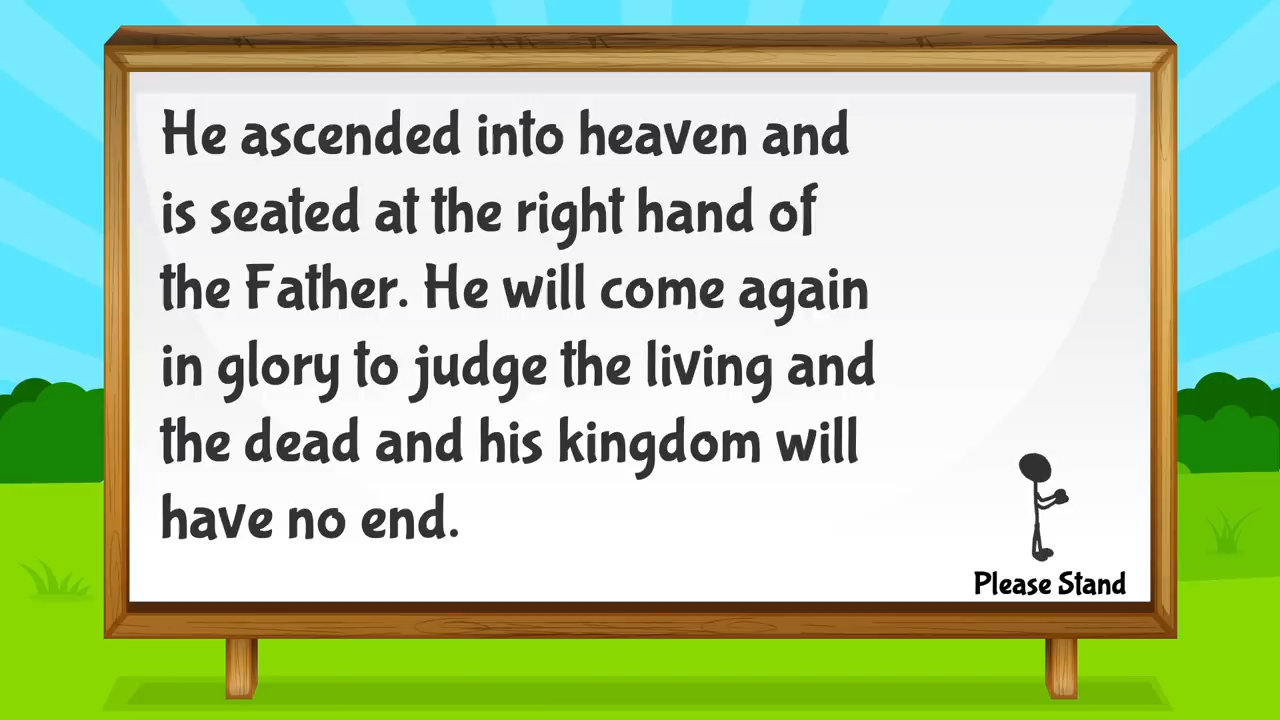 He ascended into heaven and
is seated at the right hand of
the Father. He will come again
in glory to judge the living and
the dead and his kingdom will
have no end.
Please Stand